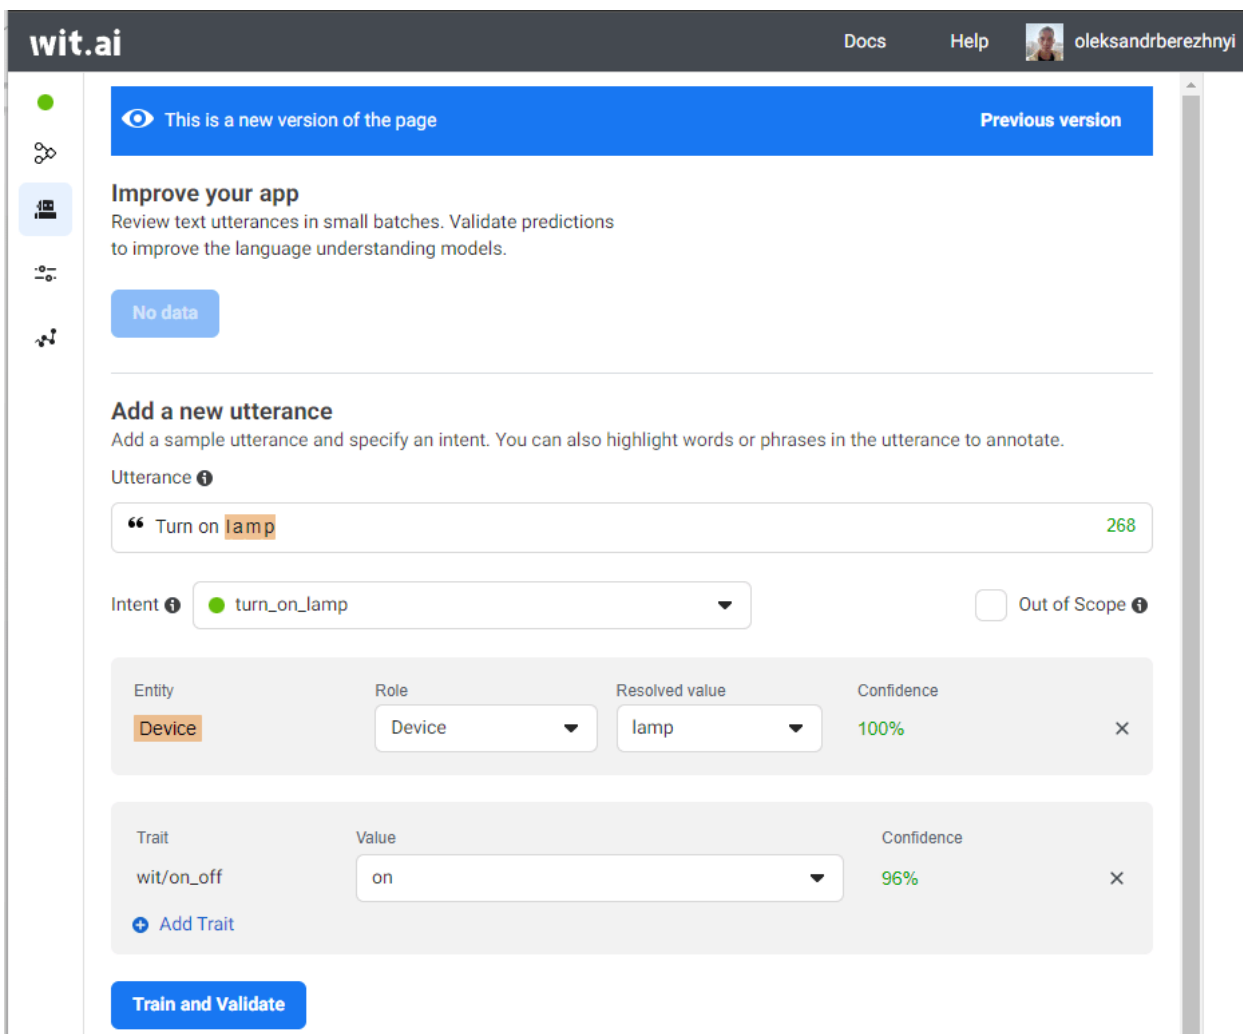 wit.ai
Docs Help oleksandrberezhnyi
This is a new version of the page Previous version
Improve your app
Review text utterances in small batches. Validate predictions
to improve the language understanding models.
No data
Add a new utterance
Add a sample utterance and specify an intent. You can also highlight words or phrases in the utterance to annotate.
Utterance
“ Turn on lamp 268
Intent turn_on_lamp Out of Scope
Entity Role Resolved value Confidence
Device Device lamp 100%
Trait Value Confidence
wit/on_off on 96%
Add Trait
Train and Validate